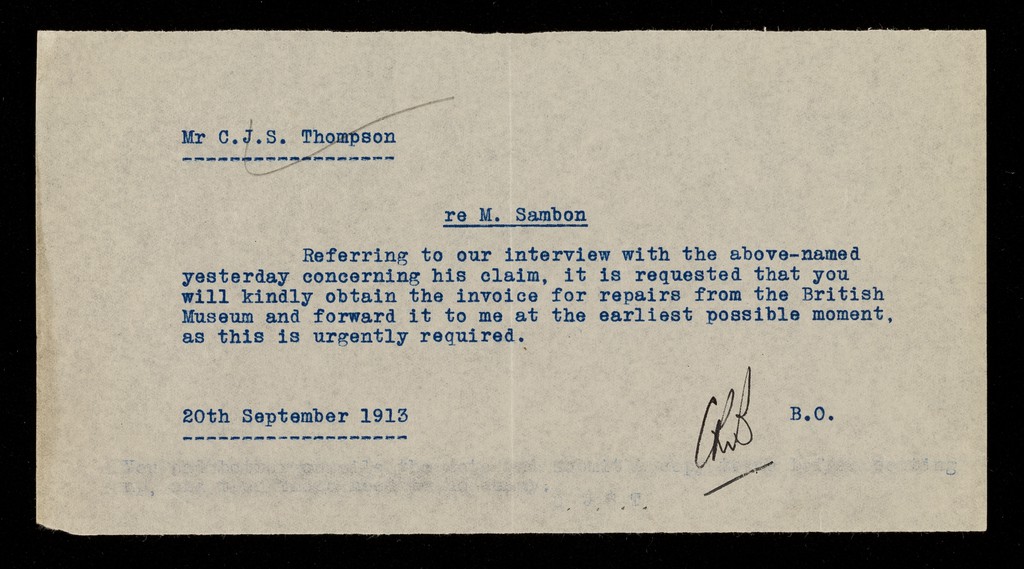 Mr C.J.S. Thompson
re M. Sambon
Referring to our interview with the above-named
yesterday concerning his claim, it is requested that you
will kindly obtain the invoice for repairs from the British
Museum and forward it to me at the earliest possible moment,
as this is urgently required.
20th September 1913
B.O.